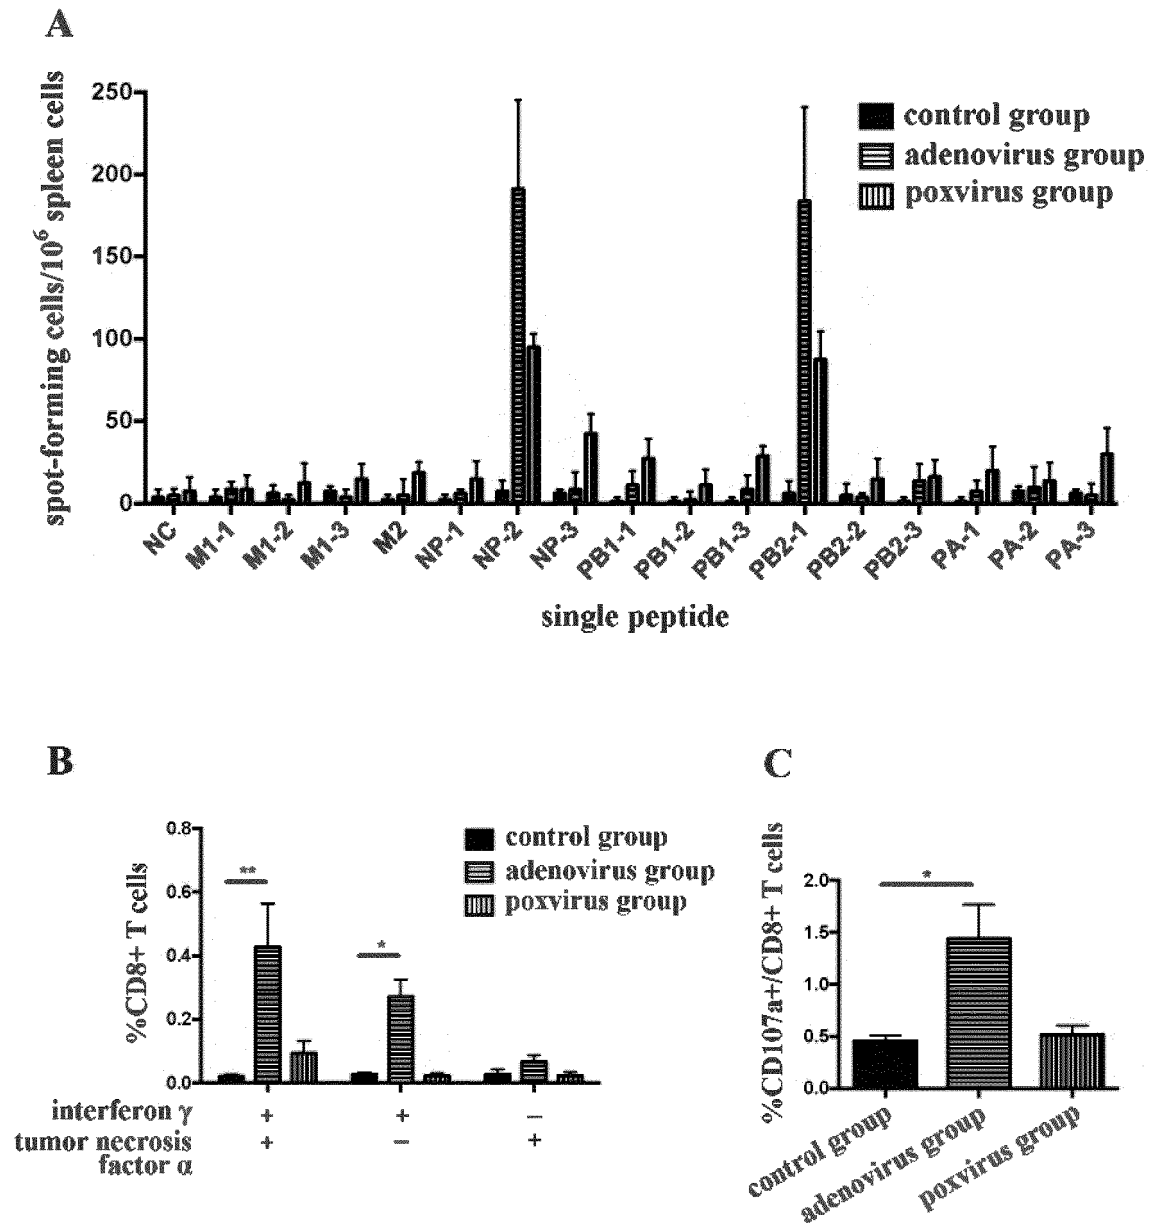 A
spot-forming cells/10⁶ spleen cells
250
200
150
100
50
0
control group
adenovirus group
poxvirus group
NC M1-1 M1-2 M1-3 M2 NP-1 NP-2 NP-3 PB1-1 PB1-2 PB1-3 PB2-1 PB2-2 PB2-3 PA-1 PA-2 PA-3
single peptide
B
%CD8+ T cells
0.8
0.6
0.4
0.2
0.0
**
*
control group
adenovirus group
poxvirus group
interferon γ + + –
tumor necrosis + – +
factor α
C
%CD107a+/CD8+ T cells
2.0
1.5
1.0
0.5
0.0
*
control group
adenovirus group
poxvirus group